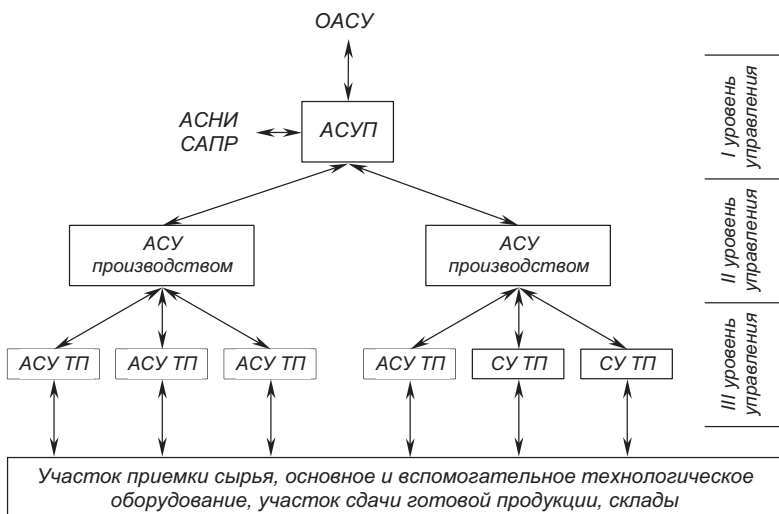 ОАСУ
АСНИ
САПР
АСУП
I уровень
управления
АСУ
производством
АСУ
производством
II уровень
управления
АСУ ТП
АСУ ТП
АСУ ТП
АСУ ТП
СУ ТП
СУ ТП
III уровень
управления
Участок приемки сырья, основное и вспомогательное технологическое
оборудование, участок сдачи готовой продукции, склады